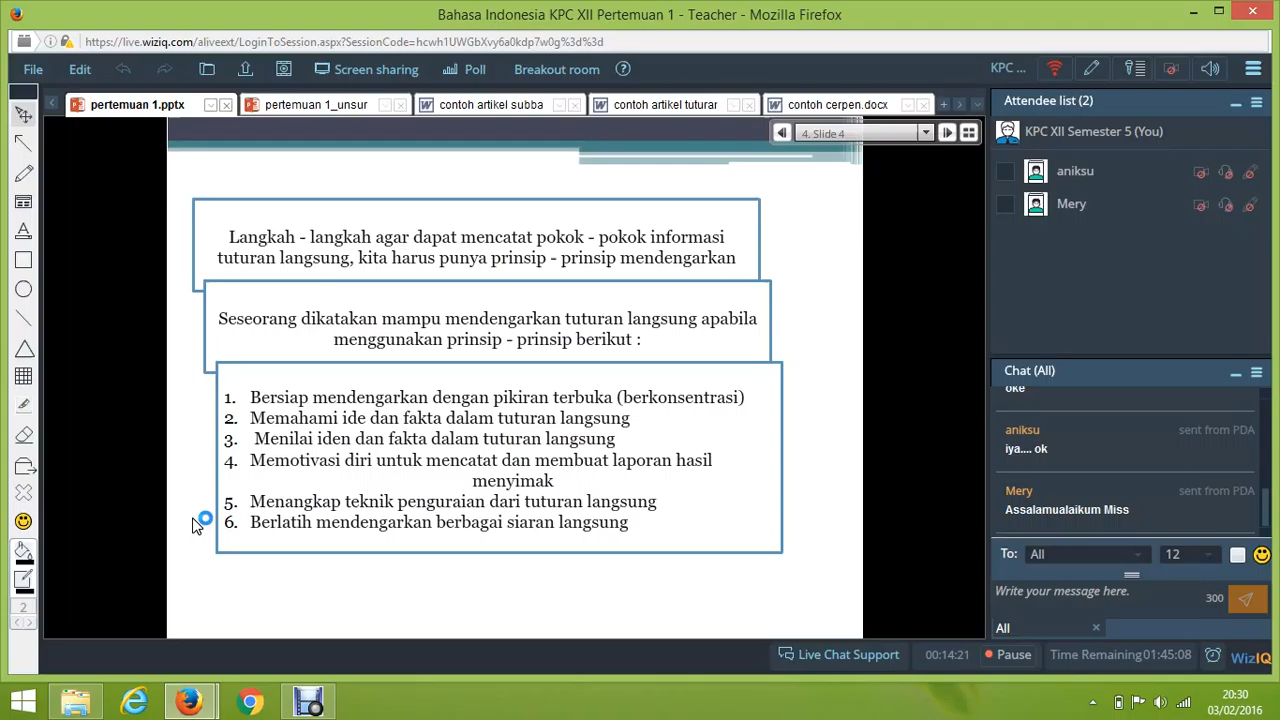 Bahasa Indonesia KPC XII Pertemuan 1 - Teacher - Mozilla Firefox
https://live.wiziq.com/aliveext/LoginToSession.aspx?SessionCode=hcwh1UWGbXvy6a0kdp7w0g%3d%3d
File Edit Screen sharing Poll Breakout room KPC ...
pertemuan 1.pptx pertemuan 1_unsur contoh artikel subba contoh artikel tuturar contoh cerpen.docx
4. Slide 4
Langkah - langkah agar dapat mencatat pokok - pokok informasi
tuturan langsung, kita harus punya prinsip - prinsip mendengarkan
Seseorang dikatakan mampu mendengarkan tuturan langsung apabila
menggunakan prinsip - prinsip berikut :
1. Bersiap mendengarkan dengan pikiran terbuka (berkonsentrasi)
2. Memahami ide dan fakta dalam tuturan langsung
3. Menilai iden dan fakta dalam tuturan langsung
4. Memotivasi diri untuk mencatat dan membuat laporan hasil
menyimak
5. Menangkap teknik penguraian dari tuturan langsung
6. Berlatih mendengarkan berbagai siaran langsung
2
Attendee list (2)
KPC XII Semester 5 (You)
aniksu
Mery
Chat (All)
oke
aniksu sent from PDA
iya.... ok
Mery sent from PDA
Assalamualaikum Miss
To: All 12
Write your message here. 300
All
Live Chat Support 00:14:21 Pause Time Remaining 01:45:08 WizIQ
20:30
03/02/2016